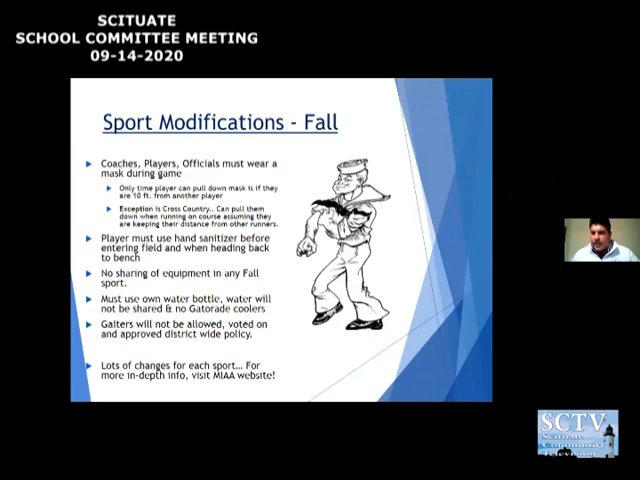 SCITUATE
SCHOOL COMMITTEE MEETING
09-14-2020
Sport Modifications - Fall
Coaches, Players, Officials must wear a
mask during game
Only time player can pull down mask is if they
are 10 ft. from another player
Exception is Cross Country.. Can pull them
down when running on course assuming they
are keeping their distance from other runners.
Player must use hand sanitizer before
entering field and when heading back
to bench
No sharing of equipment in any Fall
sport.
Must use own water bottle, water will
not be shared & no Gatorade coolers
Gaiters will not be allowed, voted on
and approved district wide policy.
Lots of changes for each sport... For
more in-depth info, visit MIAA website!
SCTV
Scituate
Community
Television